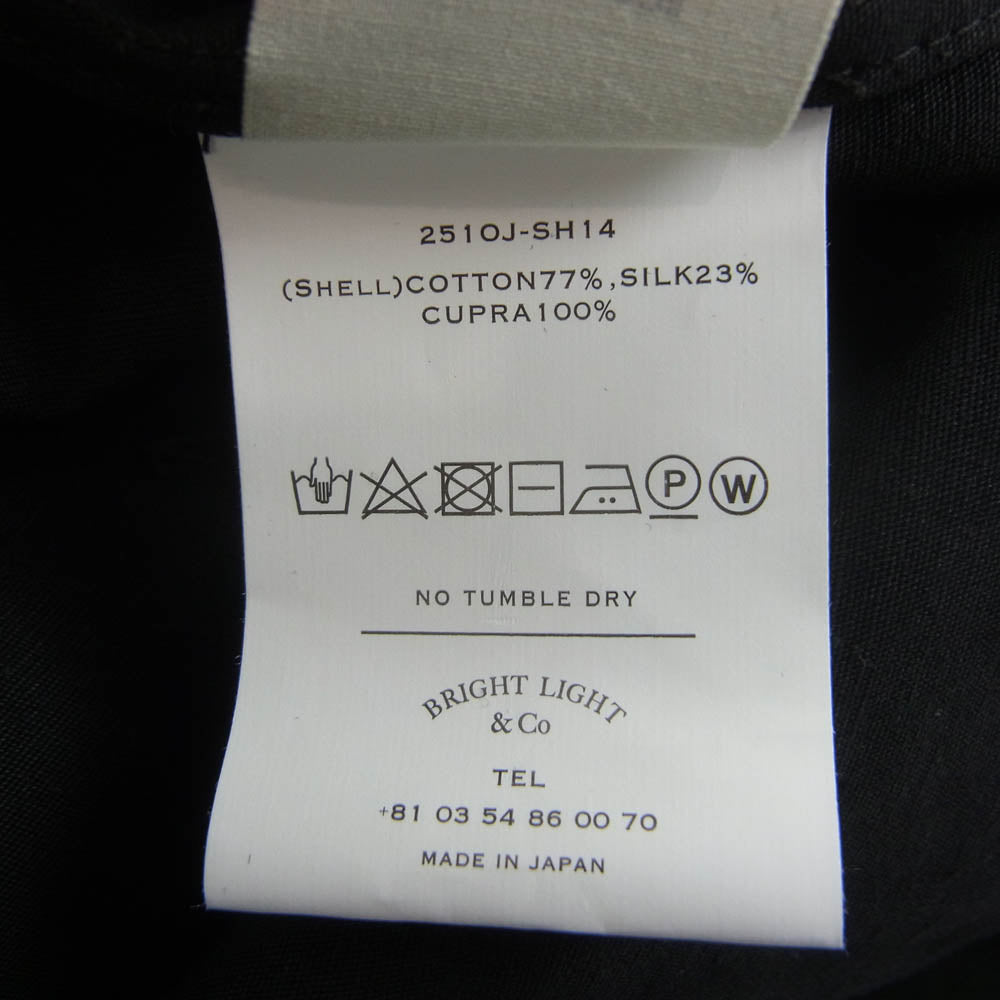 2510J-SH14
(SHELL)COTTON77%,SILK23%
CUPRA100%
P W
NO TUMBLE DRY
BRIGHT LIGHT
& Co
TEL
+81 03 54 86 00 70
MADE IN JAPAN